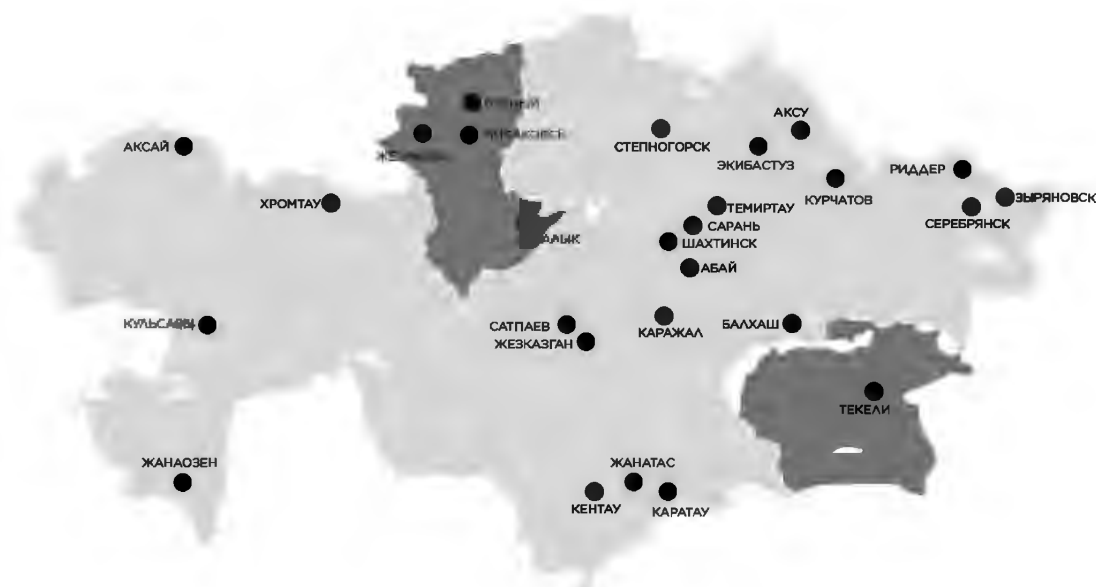 АКСУ
АКСАЙ
СТЕПНОГОРСК
ЭКИБАСТУЗ
РИДДЕР
КУРЧАТОВ
ЗЫРЯНОВСК
ХРОМТАУ
ТЕМИРТАУ
СЕРЕБРЯНСК
САРАНЬ
ШАХТИНСК
АБАЙ
КУЛЬСАРЫ
САТПАЕВ
КАРАЖАЛ
БАЛХАШ
ЖЕЗКАЗГАН
ТЕКЕЛИ
ЖАНАОЗЕН
ЖАНАТАС
КЕНТАУ
КАРАТАУ